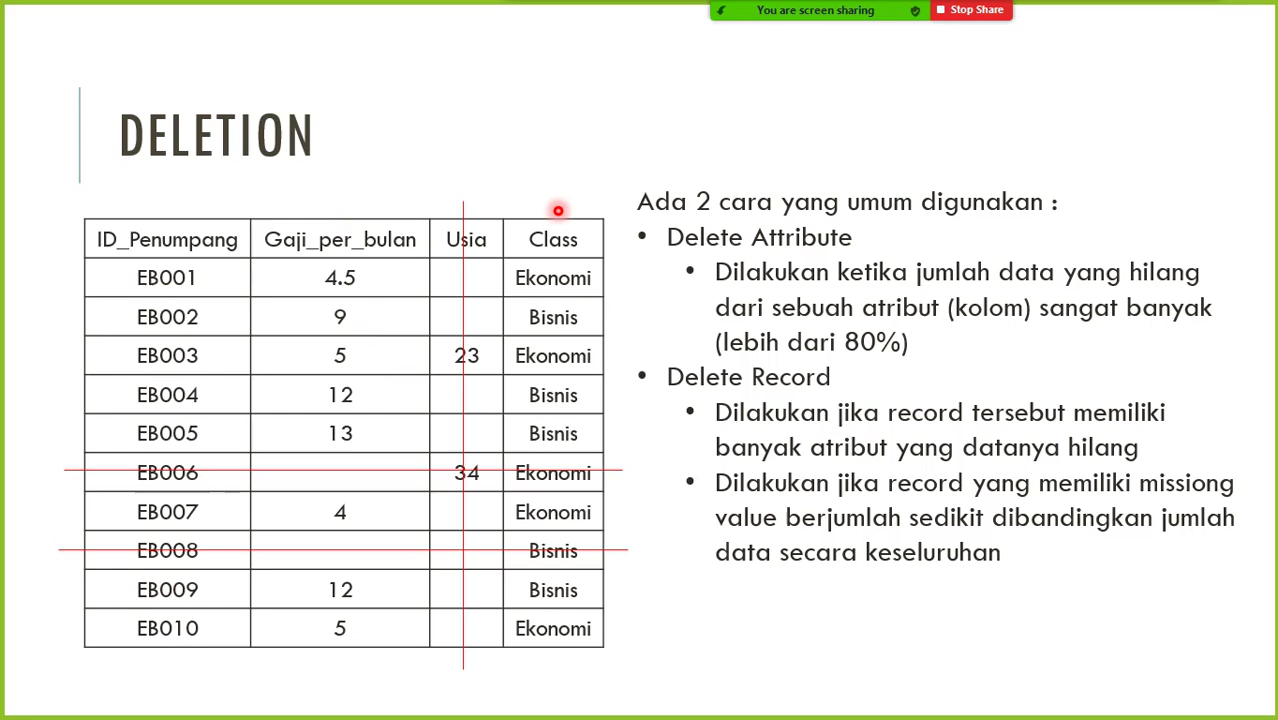 You are screen sharing
Stop Share
DELETION
ID_Penumpang Gaji_per_bulan Usia Class
EB001 4.5 Ekonomi
EB002 9 Bisnis
EB003 5 23 Ekonomi
EB004 12 Bisnis
EB005 13 Bisnis
EB006 34 Ekonomi
EB007 4 Ekonomi
EB008 Bisnis
EB009 12 Bisnis
EB010 5 Ekonomi
Ada 2 cara yang umum digunakan :
• Delete Attribute
• Dilakukan ketika jumlah data yang hilang
dari sebuah atribut (kolom) sangat banyak
(lebih dari 80%)
• Delete Record
• Dilakukan jika record tersebut memiliki
banyak atribut yang datanya hilang
• Dilakukan jika record yang memiliki missiong
value berjumlah sedikit dibandingkan jumlah
data secara keseluruhan